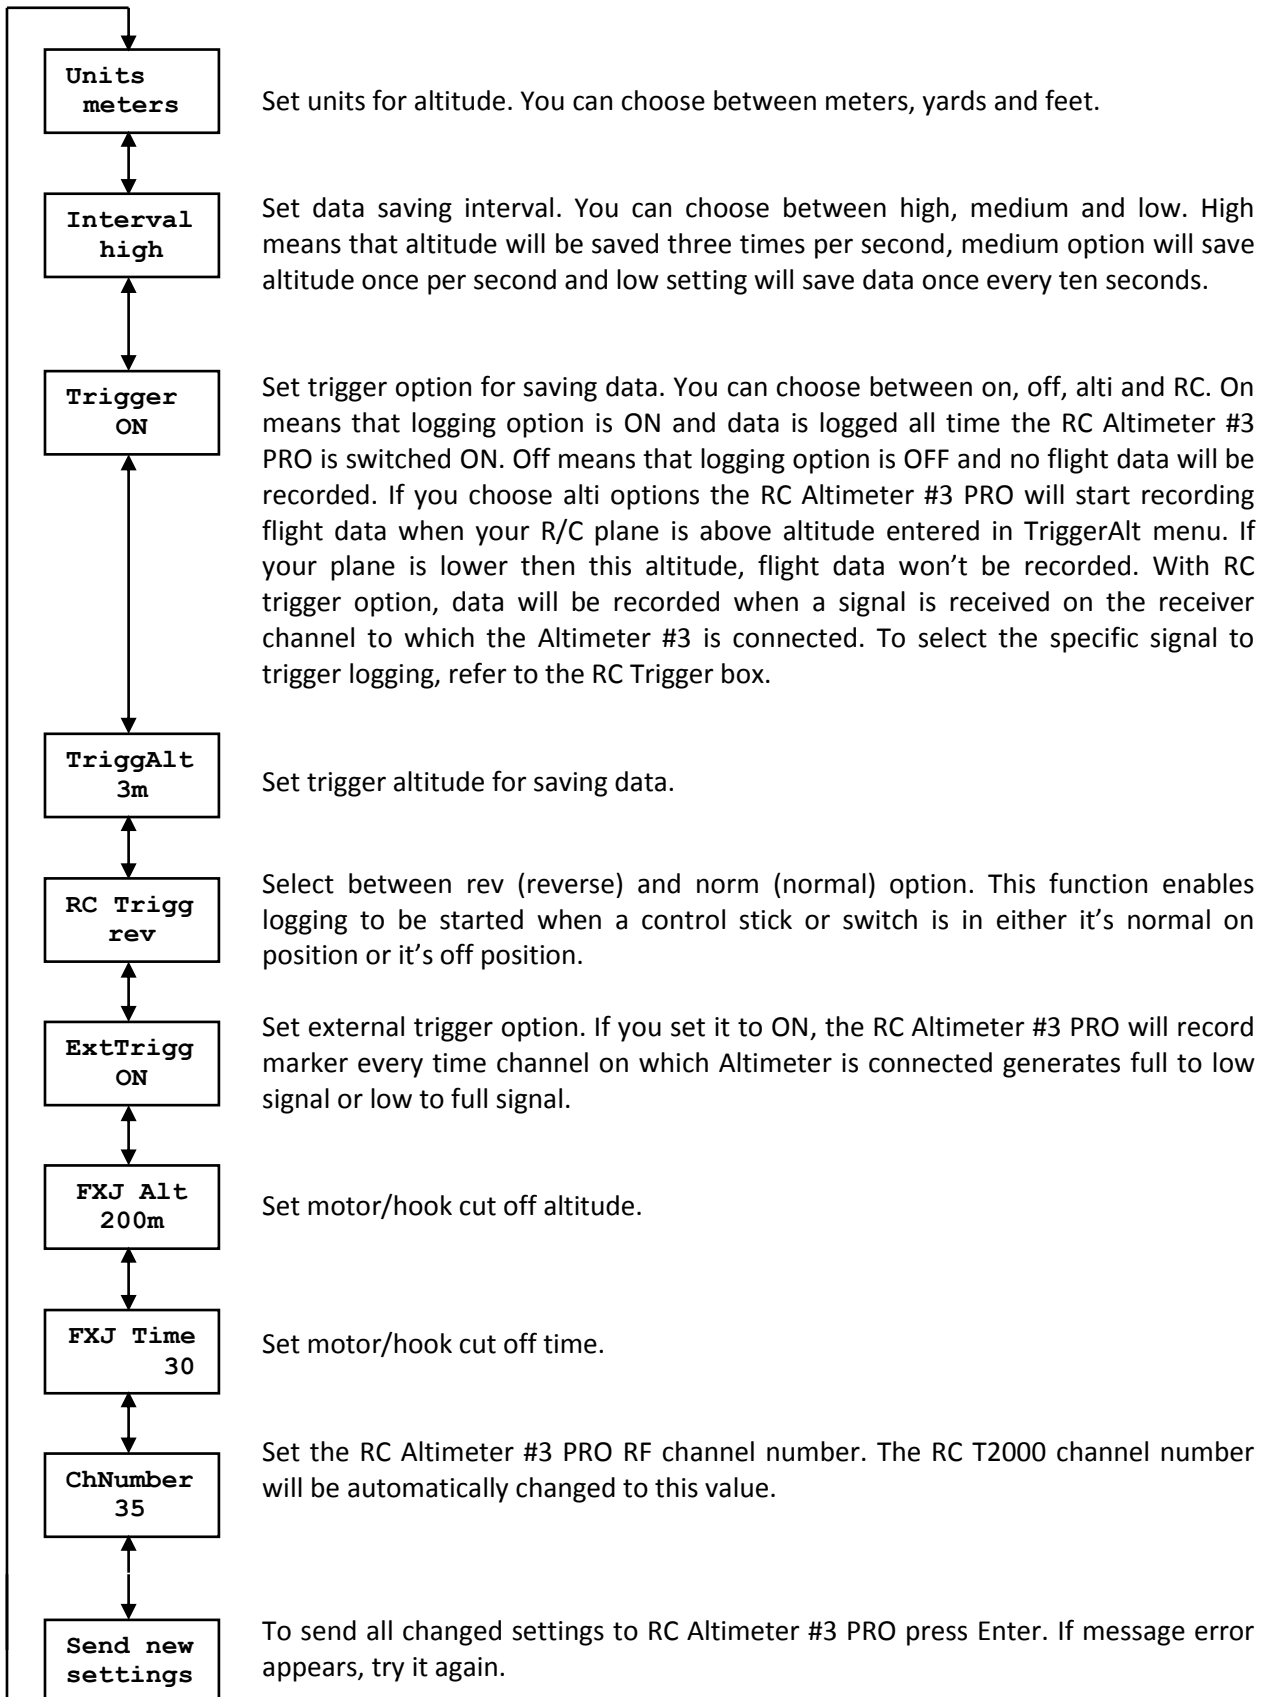 Units
meters
Set units for altitude. You can choose between meters, yards and feet.
Interval
high
Set data saving interval. You can choose between high, medium and low. High
means that altitude will be saved three times per second, medium option will save
altitude once per second and low setting will save data once every ten seconds.
Trigger
ON
Set trigger option for saving data. You can choose between on, off, alti and RC. On
means that logging option is ON and data is logged all time the RC Altimeter #3
PRO is switched ON. Off means that logging option is OFF and no flight data will be
recorded. If you choose alti options the RC Altimeter #3 PRO will start recording
flight data when your R/C plane is above altitude entered in TriggerAlt menu. If
your plane is lower then this altitude, flight data won’t be recorded. With RC
trigger option, data will be recorded when a signal is received on the receiver
channel to which the Altimeter #3 is connected. To select the specific signal to
trigger logging, refer to the RC Trigger box.
TriggAlt
3m
Set trigger altitude for saving data.
RC Trigg
rev
Select between rev (reverse) and norm (normal) option. This function enables
logging to be started when a control stick or switch is in either it’s normal on
position or it’s off position.
ExtTrigg
ON
Set external trigger option. If you set it to ON, the RC Altimeter #3 PRO will record
marker every time channel on which Altimeter is connected generates full to low
signal or low to full signal.
FXJ Alt
200m
Set motor/hook cut off altitude.
FXJ Time
30
Set motor/hook cut off time.
ChNumber
35
Set the RC Altimeter #3 PRO RF channel number. The RC T2000 channel number
will be automatically changed to this value.
Send new
settings
To send all changed settings to RC Altimeter #3 PRO press Enter. If message error
appears, try it again.